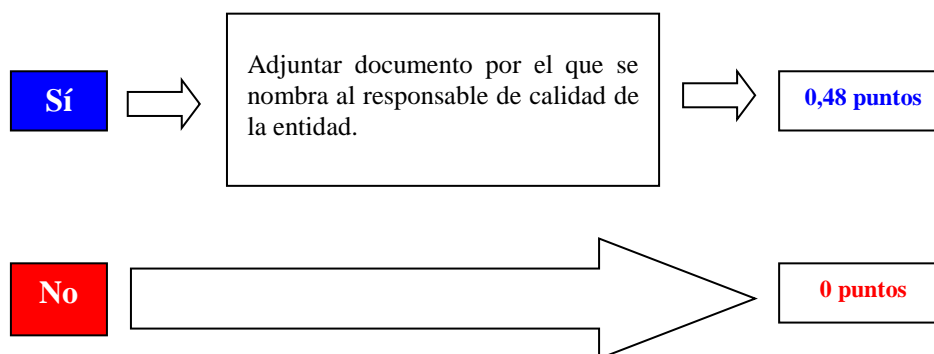 Sí
Adjuntar documento por el que se
nombra al responsable de calidad de
la entidad.
0,48 puntos
No
0 puntos